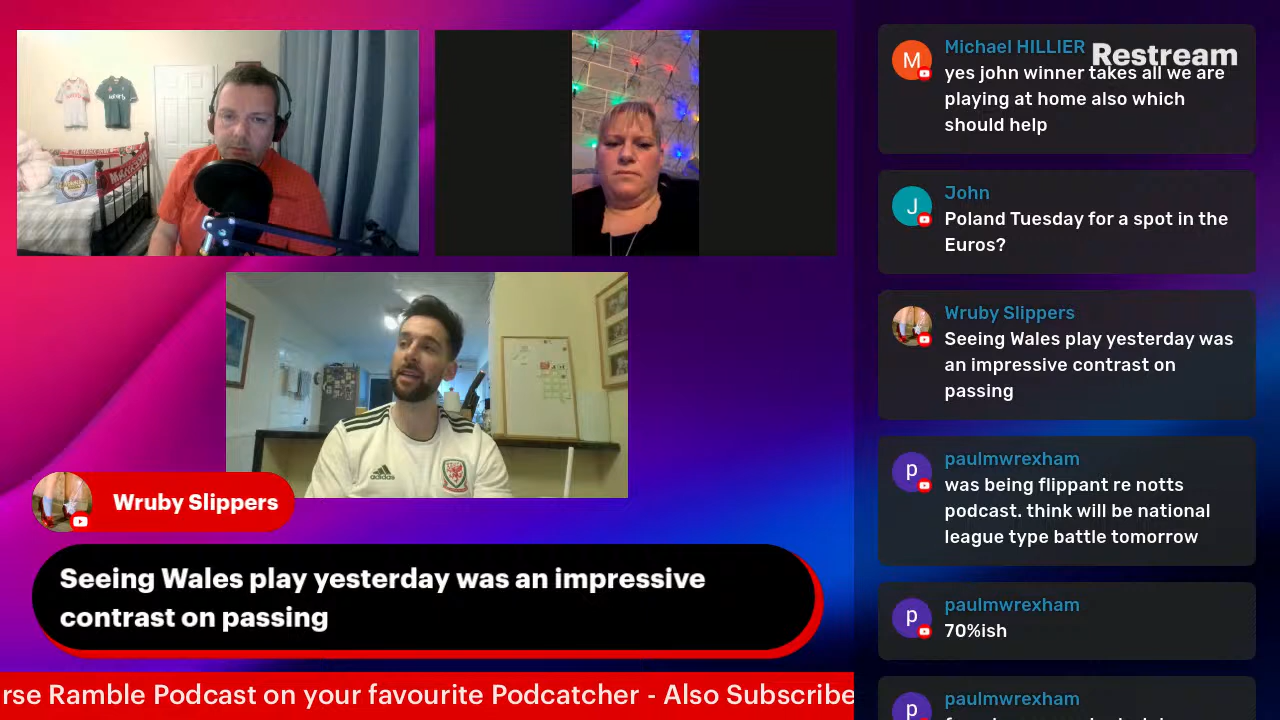 Restream
M
Michael HILLIER
yes john winner takes all we are
playing at home also which
should help
J
John
Poland Tuesday for a spot in the
Euros?
Wruby Slippers
Seeing Wales play yesterday was
an impressive contrast on
passing
p
paulmwrexham
was being flippant re notts
podcast. think will be national
league type battle tomorrow
p
paulmwrexham
70%ish
p
paulmwrexham
adidas
Wruby Slippers
Seeing Wales play yesterday was an impressive
contrast on passing
rse Ramble Podcast on your favourite Podcatcher - Also Subscribe